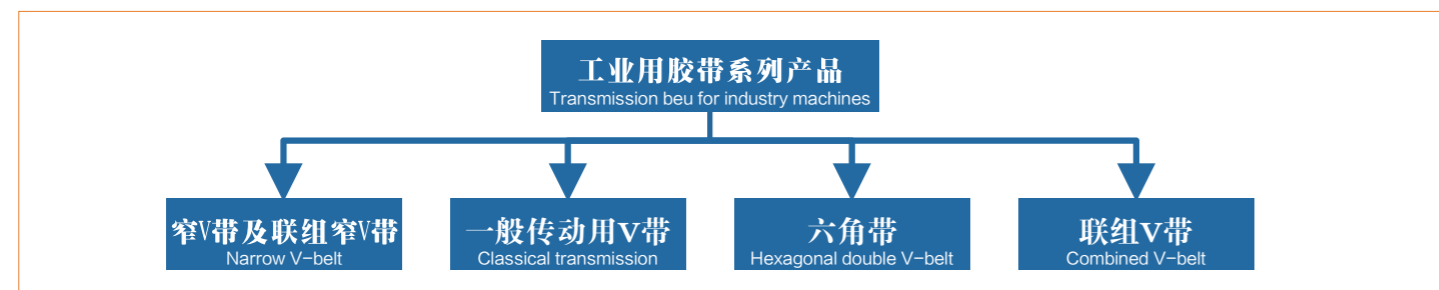 工业用胶带系列产品
Transmission beu for industry machines
窄V带及联组窄V带
Narrow V-belt
一般传动用V带
Classical transmission
六角带
Hexagonal double V-belt
联组V带
Combined V-belt